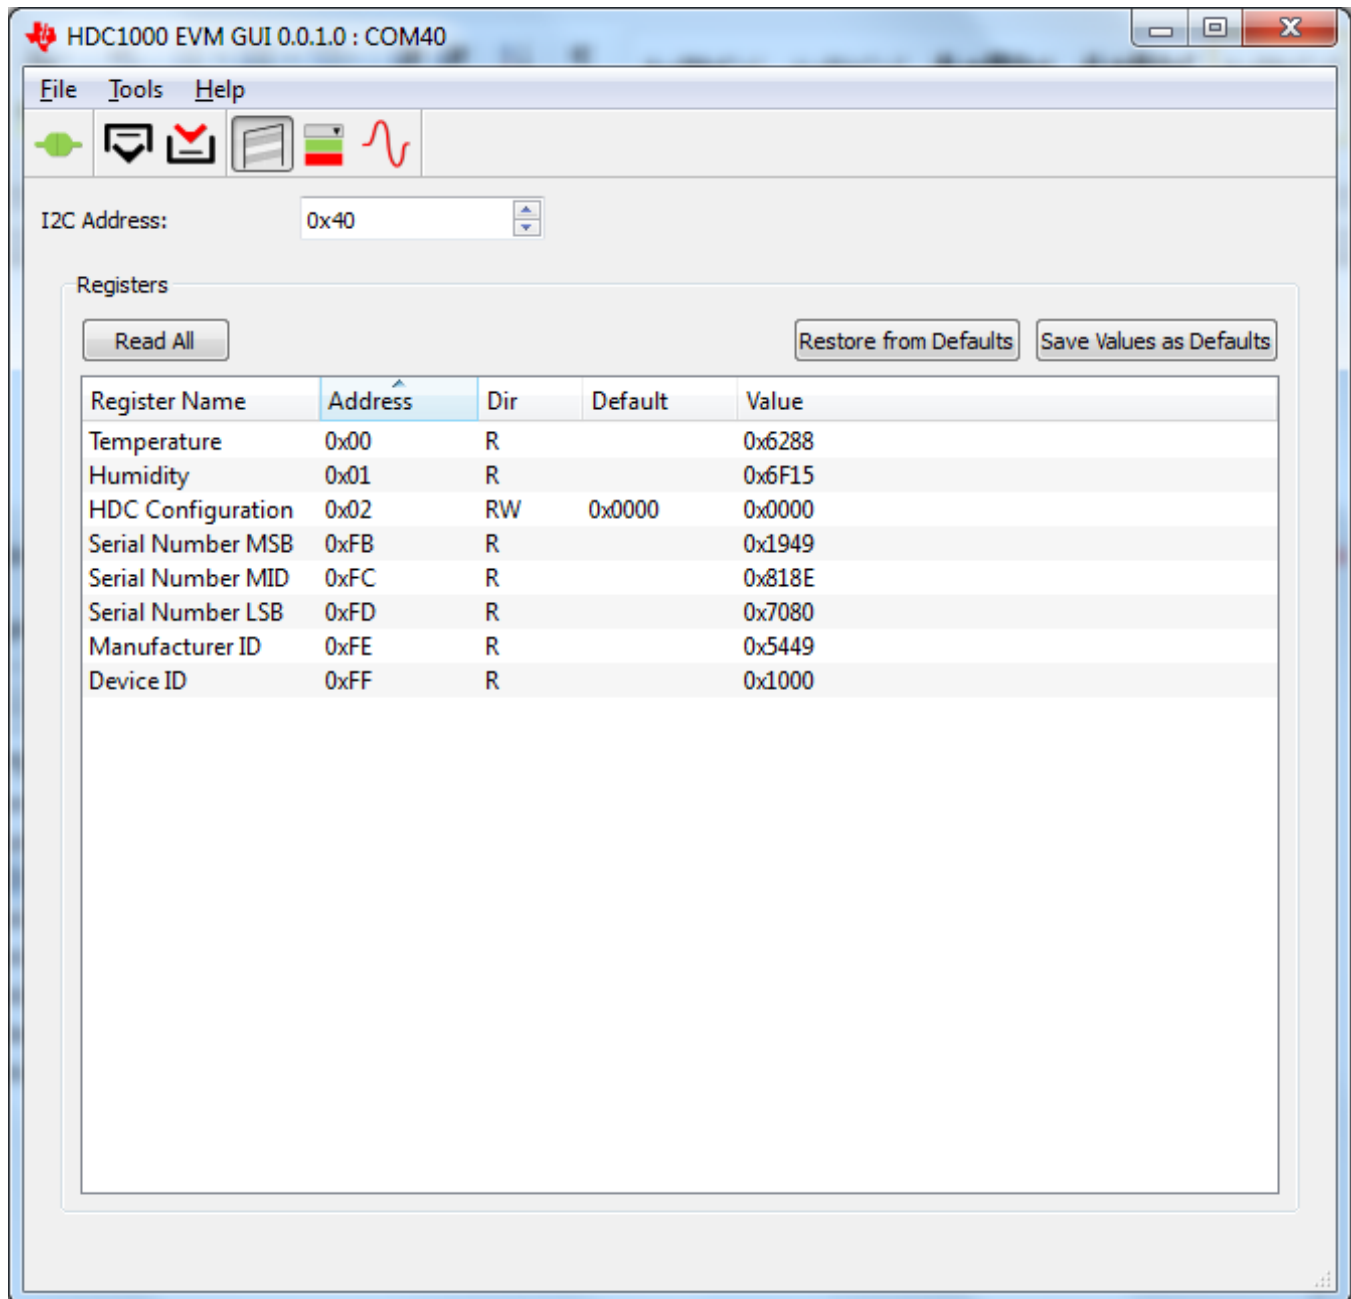 HDC1000 EVM GUI 0.0.1.0 : COM40
File Tools Help
I2C Address: 0x40
Registers
Read All Restore from Defaults Save Values as Defaults
Register Name Address Dir Default Value
Temperature 0x00 R 0x6288
Humidity 0x01 R 0x6F15
HDC Configuration 0x02 RW 0x0000 0x0000
Serial Number MSB 0xFB R 0x1949
Serial Number MID 0xFC R 0x818E
Serial Number LSB 0xFD R 0x7080
Manufacturer ID 0xFE R 0x5449
Device ID 0xFF R 0x1000